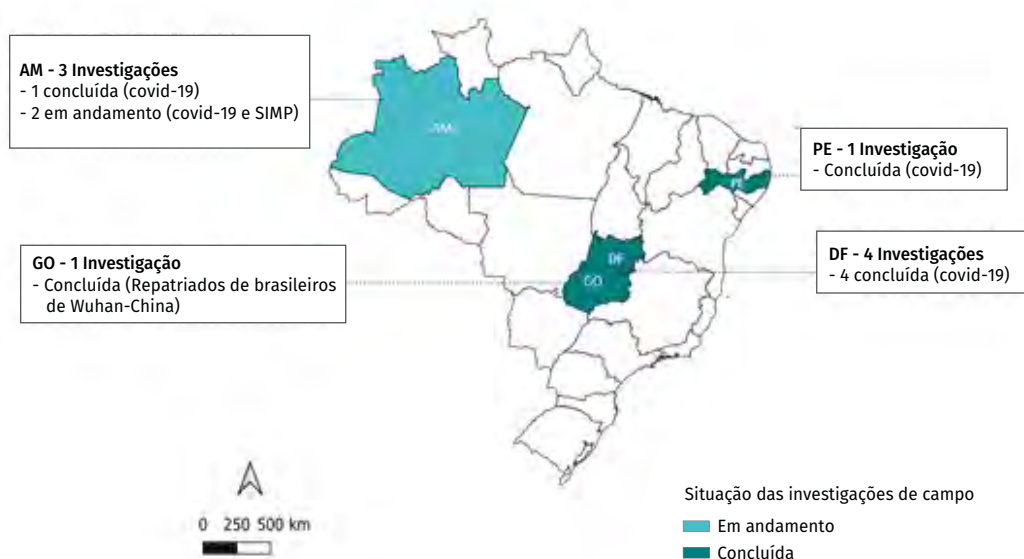 AM - 3 Investigações
- 1 concluída (covid-19)
- 2 em andamento (covid-19 e SIMP)
AM
PE - 1 Investigação
- Concluída (covid-19)
PE
GO - 1 Investigação
- Concluída (Repatriados de brasileiros
de Wuhan-China)
DF
GO
DF - 4 Investigações
- 4 concluída (covid-19)
0 250 500 km
Situação das investigações de campo
Em andamento
Concluída